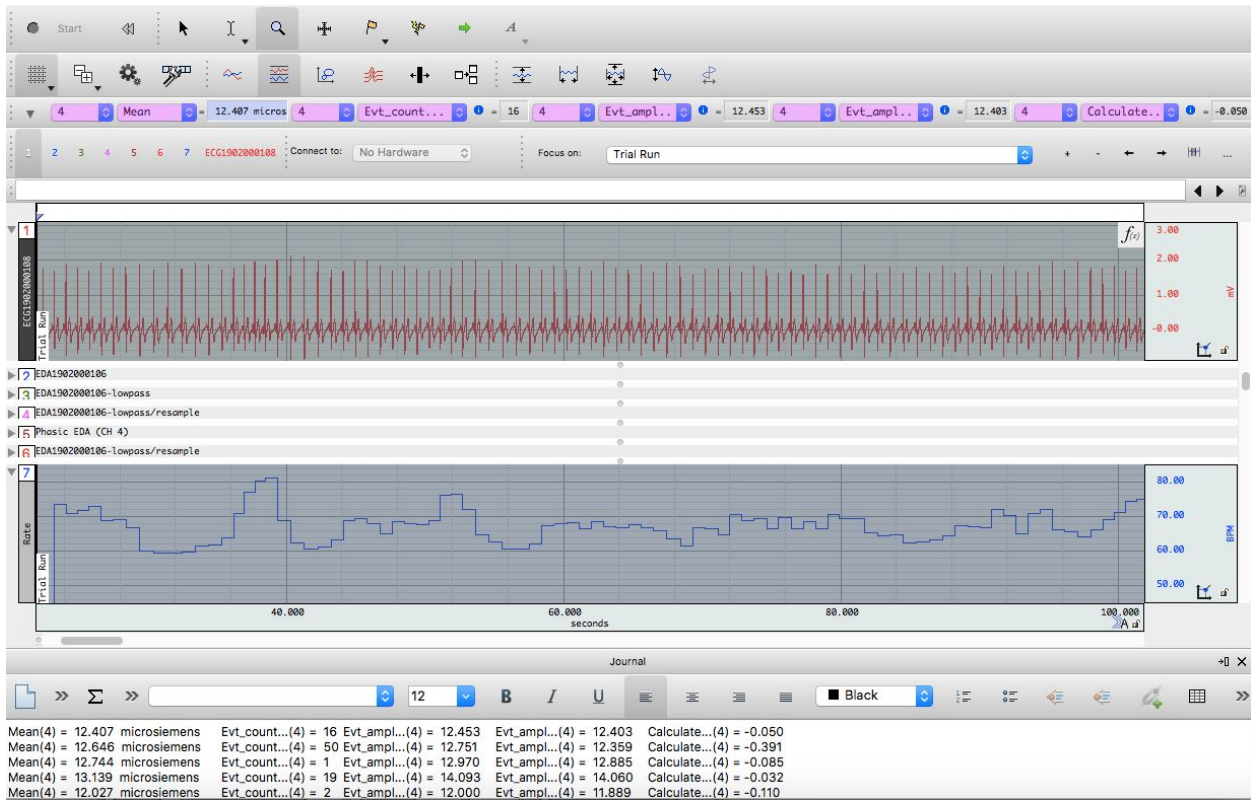 Start
A
4 Mean = 12.407 micros 4 Evt_count... = 16 4 Evt_ampl.. = 12.453 4 Evt_ampl.. = 12.403 4 Calculate.. = -0.050
1 2 3 4 5 6 7 ECG1902000108 Connect to: No Hardware Focus on: Trial Run + - ...
1
ECG1902000108
Trial Run
f(x)
3.00
2.00
1.00
-0.00
mV
2 EDA1902000106
3 EDA1902000106-lowpass
4 EDA1902000106-lowpass/resample
5 Phasic EDA (CH 4)
6 EDA1902000106-lowpass/resample
7
Rate
Trial Run
80.00
70.00
60.00
50.00
BPM
40.000 60.000 80.000 100.000
seconds
A
Journal
12 B I U Black
Mean(4) = 12.407 microsiemens Evt_count...(4) = 16 Evt_ampl...(4) = 12.453 Evt_ampl...(4) = 12.403 Calculate...(4) = -0.050
Mean(4) = 12.646 microsiemens Evt_count...(4) = 50 Evt_ampl...(4) = 12.751 Evt_ampl...(4) = 12.359 Calculate...(4) = -0.391
Mean(4) = 12.744 microsiemens Evt_count...(4) = 1 Evt_ampl...(4) = 12.970 Evt_ampl...(4) = 12.885 Calculate...(4) = -0.085
Mean(4) = 13.139 microsiemens Evt_count...(4) = 19 Evt_ampl...(4) = 14.093 Evt_ampl...(4) = 14.060 Calculate...(4) = -0.032
Mean(4) = 12.027 microsiemens Evt_count...(4) = 2 Evt_ampl...(4) = 12.000 Evt_ampl...(4) = 11.889 Calculate...(4) = -0.110